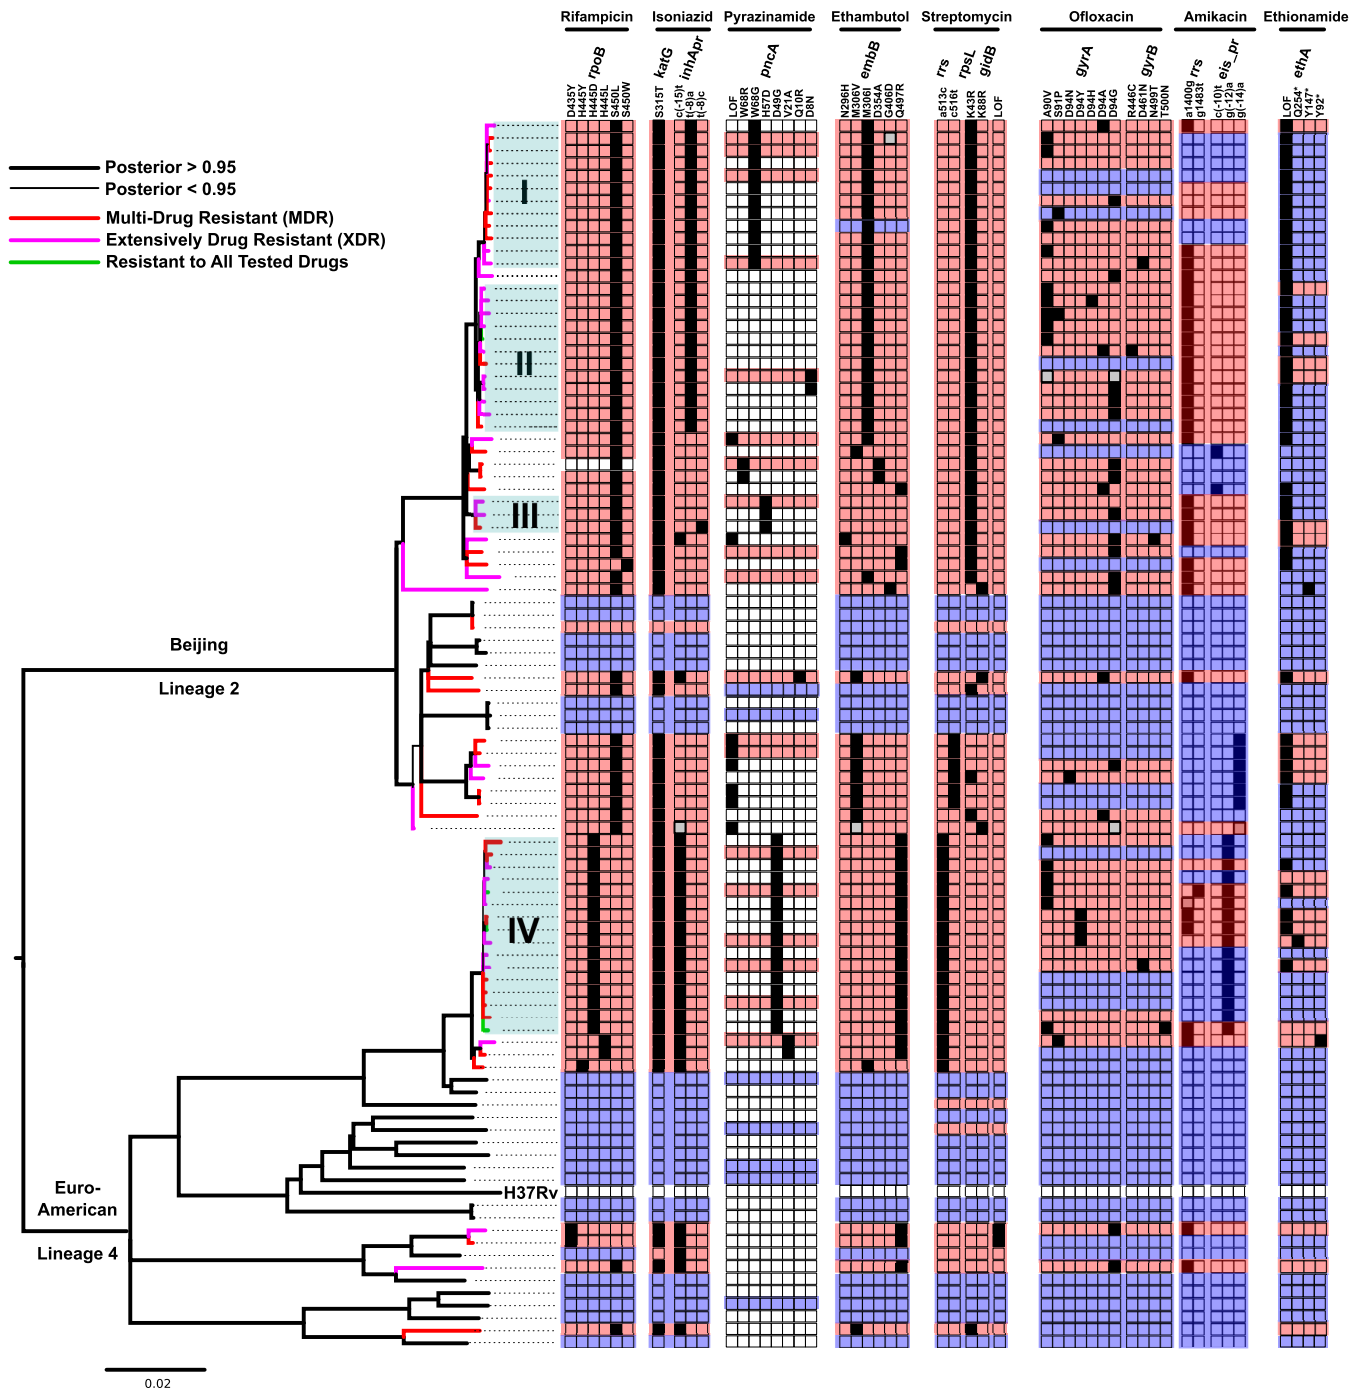 Rifampicin Isoniazid Pyrazinamide Ethambutol Streptomycin Ofloxacin Amikacin Ethionamide
rpoB katG inhApr pncA embB rrs rpsL gidB gyrA gyrB rrs eis_pr ethA
D435Y H445Y H445D H445L S450L S450W S315T c(-15)t t(-8)a t(-8)c LOF W68R W68G H57D D49G V21A Q10R D8N N296H M306V M306I D354A G406D Q497R a513c c516t K43R K88R LOF A90V S91P D94N D94Y D94H D94A D94G R446C D461N N499T T500N a1400g g1483t c(-10)t g(-12)a g(-14)a LOF Q254* Y147* Y92*
Posterior > 0.95
Posterior < 0.95
Multi-Drug Resistant (MDR)
Extensively Drug Resistant (XDR)
Resistant to All Tested Drugs
I
II
III
Beijing
Lineage 2
IV
H37Rv
Euro-
American
Lineage 4
0.02